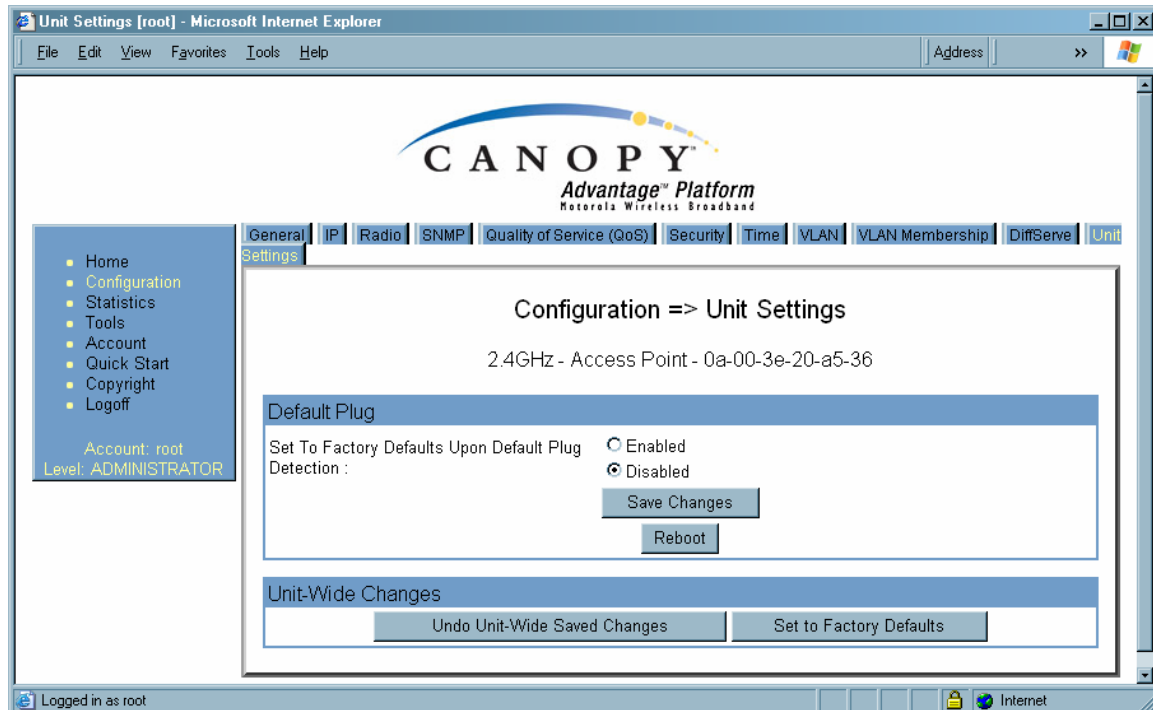 Unit Settings [root] - Microsoft Internet Explorer
File Edit View Favorites Tools Help
Address »
CANOPY™
Advantage™ Platform
Motorola Wireless Broadband
General IP Radio SNMP Quality of Service (QoS) Security Time VLAN VLAN Membership DiffServe Unit
Settings
Home
Configuration
Statistics
Tools
Account
Quick Start
Copyright
Logoff
Account: root
Level: ADMINISTRATOR
Configuration => Unit Settings
2.4GHz - Access Point - 0a-00-3e-20-a5-36
Default Plug
Set To Factory Defaults Upon Default Plug
Detection :
Enabled
Disabled
Save Changes
Reboot
Unit-Wide Changes
Undo Unit-Wide Saved Changes Set to Factory Defaults
Logged in as root Internet